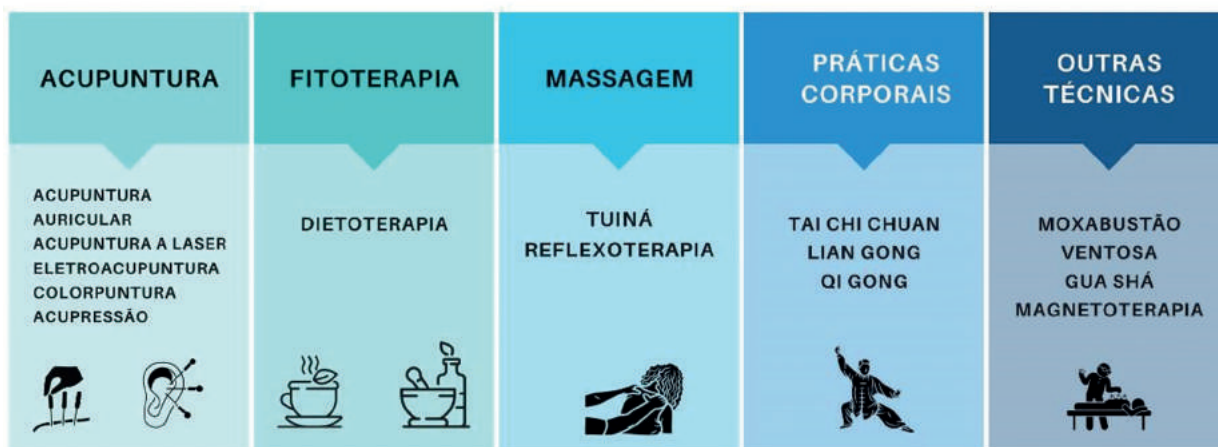 ACUPUNTURA
ACUPUNTURA
AURICULAR
ACUPUNTURA A LASER
ELETROACUPUNTURA
COLORPUNTURA
ACUPRESSÃO
FITOTERAPIA
DIETOTERAPIA
MASSAGEM
TUINÁ
REFLEXOTERAPIA
PRÁTICAS
CORPORAIS
TAI CHI CHUAN
LIAN GONG
QI GONG
OUTRAS
TÉCNICAS
MOXABUSTÃO
VENTOSA
GUA SHÁ
MAGNETOTERAPIA